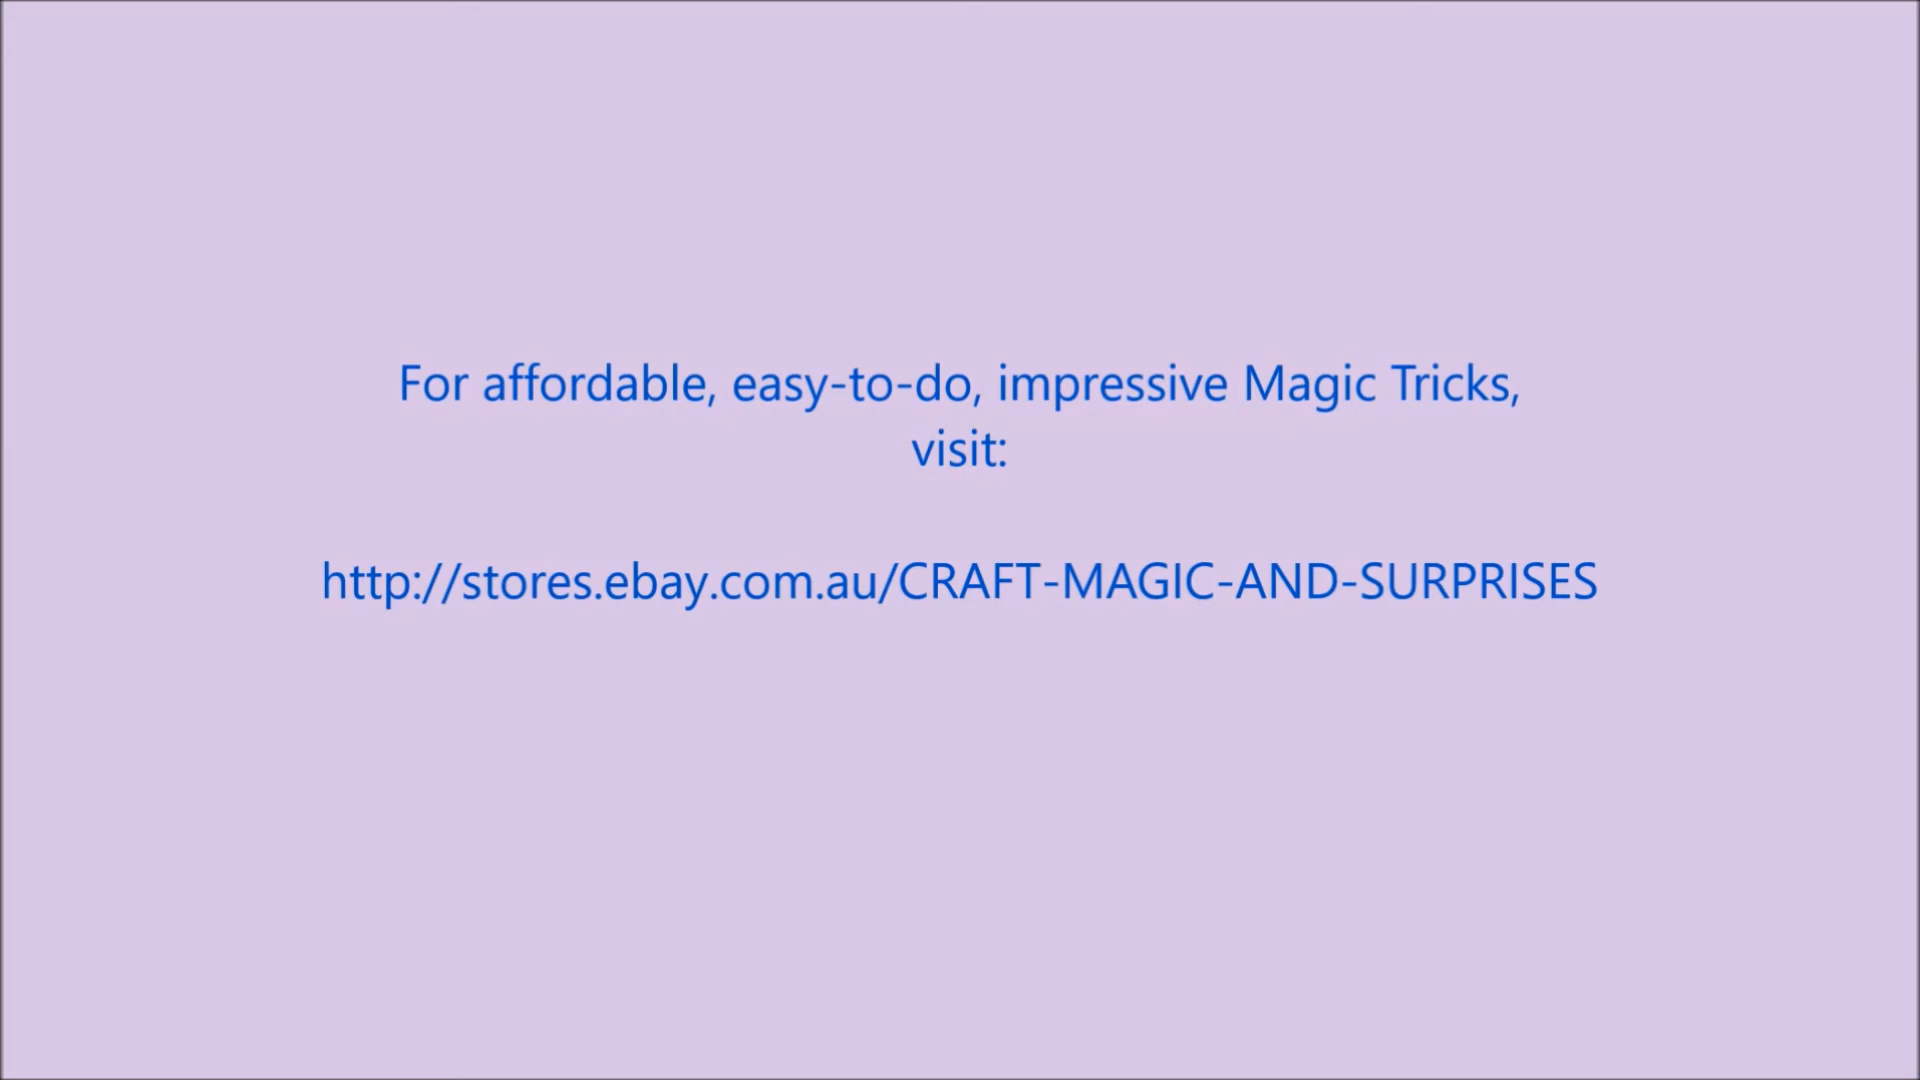 For affordable, easy-to-do, impressive Magic Tricks,
visit:
http://stores.ebay.com.au/CRAFT-MAGIC-AND-SURPRISES